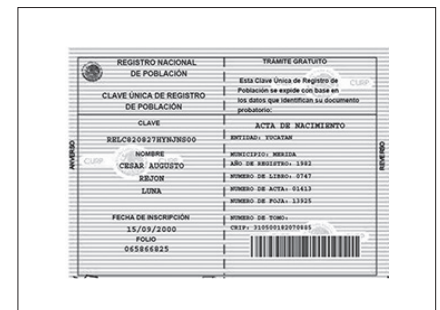 REGISTRO NACIONAL
DE POBLACIÓN
CLAVE ÚNICA DE REGISTRO
DE POBLACIÓN
CLAVE
RELC820827HYNJNS00
NOMBRE
CESAR AUGUSTO
REJON
LUNA
FECHA DE INSCRIPCIÓN
15/09/2000
FOLIO
065866825
ANVERSO
TRÁMITE GRATUITO
Esta Clave Única de Registro de
Población se expide con base en
los datos que identifican su documento
probatorio:
CURP
ACTA DE NACIMIENTO
ENTIDAD: YUCATAN
MUNICIPIO: MERIDA
AÑO DE REGISTRO: 1982
NUMERO DE LIBRO: 0747
NUMERO DE ACTA: 01413
NUMERO DE FOJA: 13925
NUMERO DE TOMO:
CRIP:
REVERSO
CURP